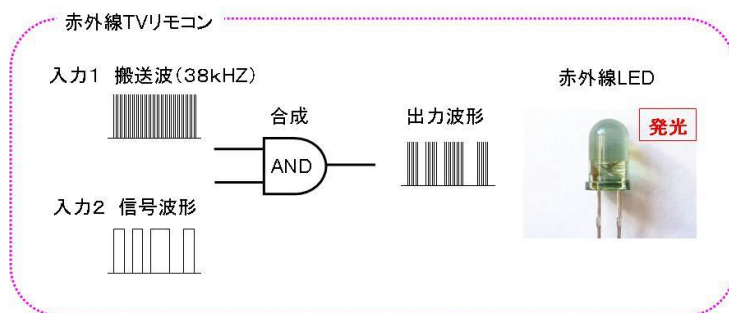 赤外線TVリモコン
入力1 搬送波(38kHZ)
赤外線LED
合成
出力波形
発光
AND
入力2 信号波形